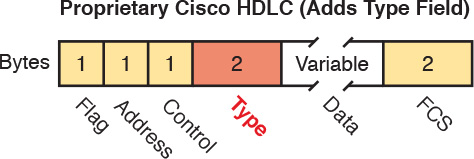 Proprietary Cisco HDLC (Adds Type Field)
Bytes 1 1 1 2 Variable 2
Flag Address Control Type Data FCS